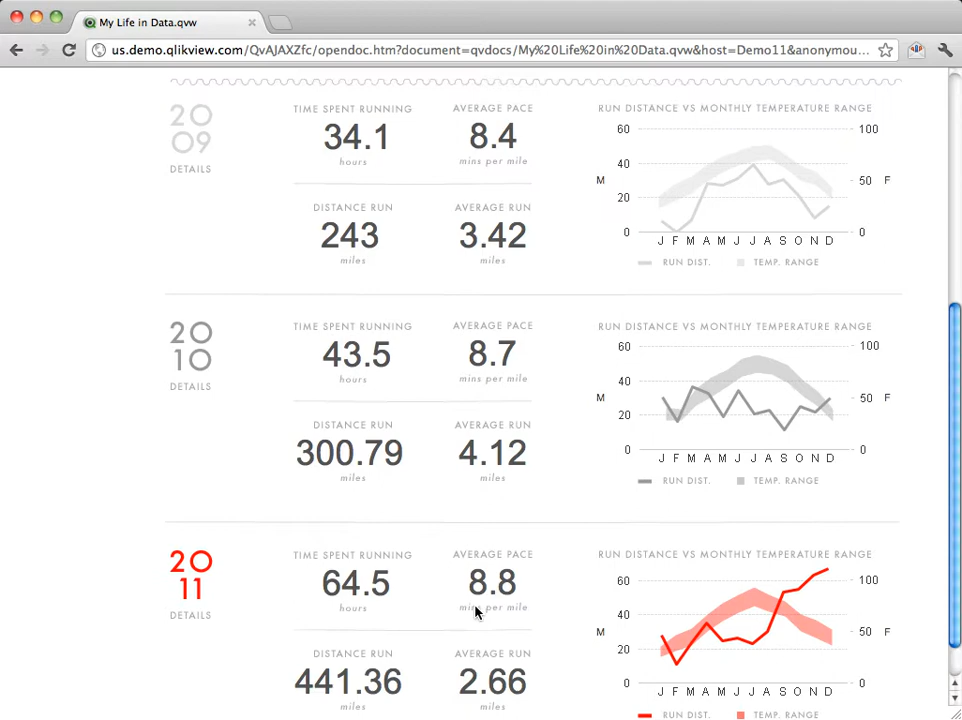 My Life in Data.qvw
us.demo.qlikview.com/QvAJAXZfc/opendoc.htm?document=qvdocs/My%20Life%20in%20Data.qvw&host=Demo11&anonymou...
20
09
DETAILS
TIME SPENT RUNNING
34.1
hours
AVERAGE PACE
8.4
mins per mile
DISTANCE RUN
243
miles
AVERAGE RUN
3.42
miles
RUN DISTANCE VS MONTHLY TEMPERATURE RANGE
60
40
20
0
M
100
50
0
F
J F M A M J J A S O N D
RUN DIST.
TEMP. RANGE
20
10
DETAILS
TIME SPENT RUNNING
43.5
hours
AVERAGE PACE
8.7
mins per mile
DISTANCE RUN
300.79
miles
AVERAGE RUN
4.12
miles
RUN DISTANCE VS MONTHLY TEMPERATURE RANGE
60
40
20
0
M
100
50
0
F
J F M A M J J A S O N D
RUN DIST.
TEMP. RANGE
20
11
DETAILS
TIME SPENT RUNNING
64.5
hours
AVERAGE PACE
8.8
mins per mile
DISTANCE RUN
441.36
miles
AVERAGE RUN
2.66
miles
RUN DISTANCE VS MONTHLY TEMPERATURE RANGE
60
40
20
0
M
100
50
0
F
J F M A M J J A S O N D
RUN DIST.
TEMP. RANGE